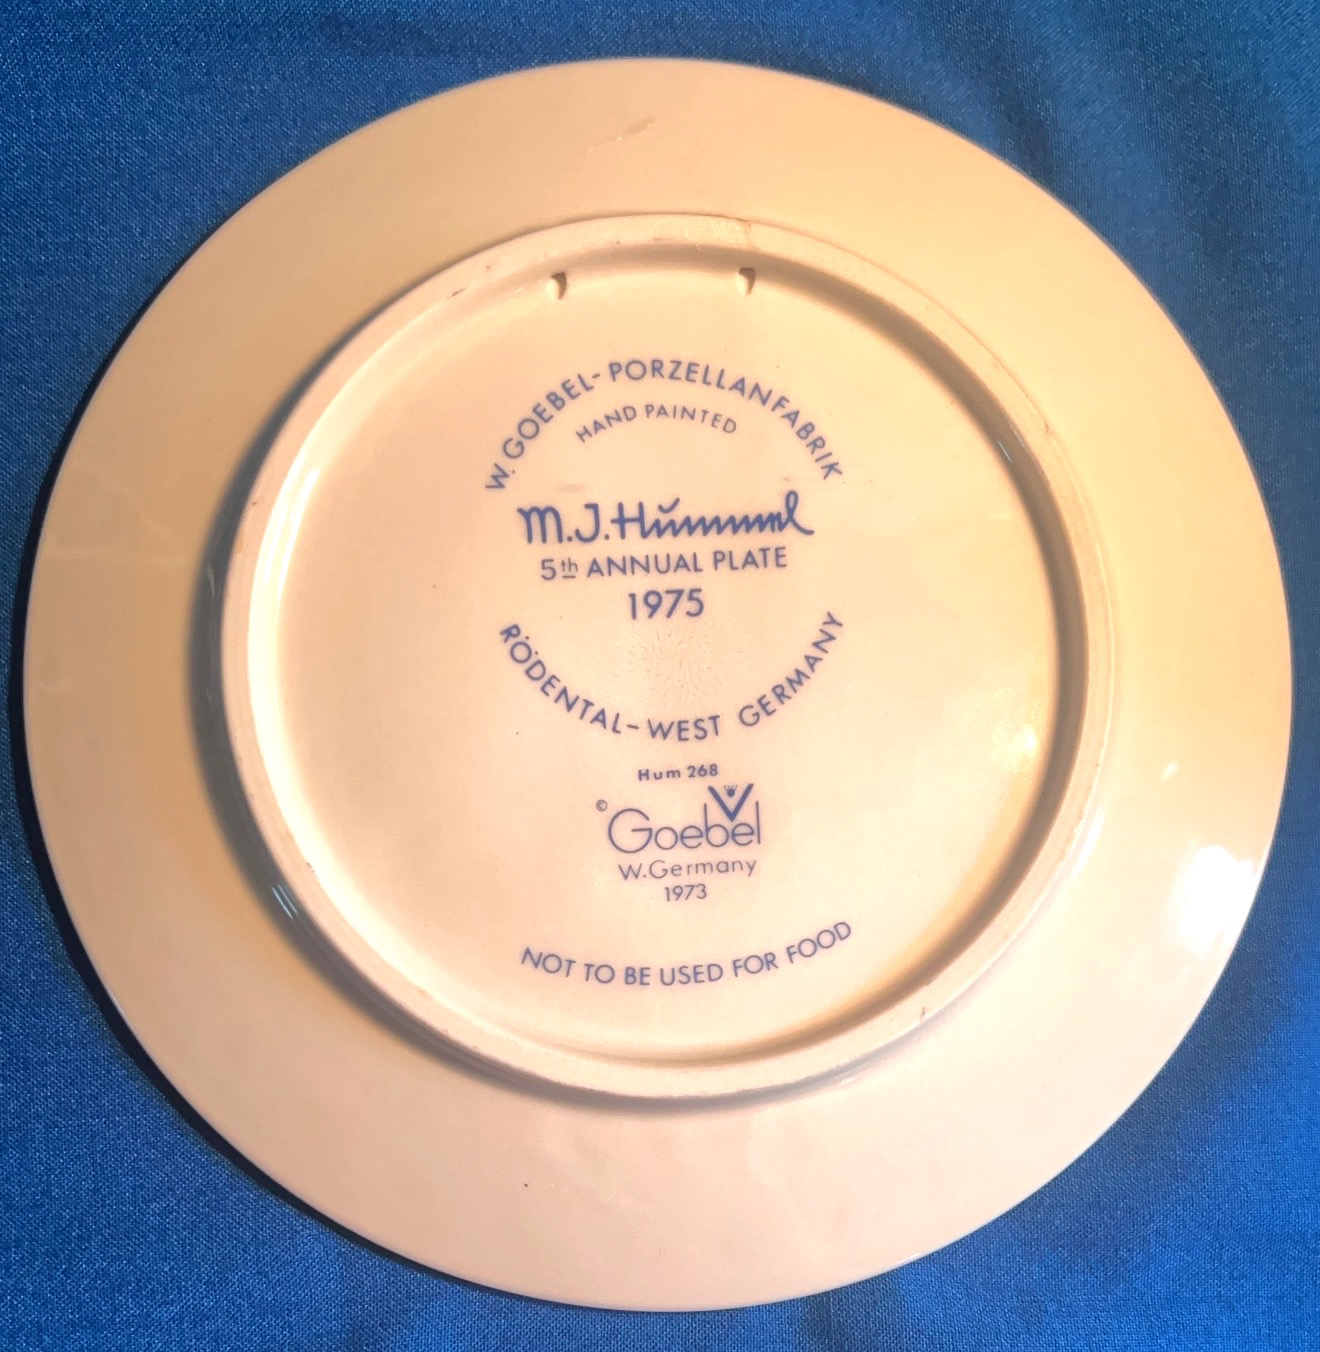 W. GOEBEL-PORZELLANFABRIK
HAND PAINTED
M.J.Hummel
5th ANNUAL PLATE
1975
RÖDENTAL-WEST GERMANY
Hum 268
© Goebel
W.Germany
1973
NOT TO BE USED FOR FOOD